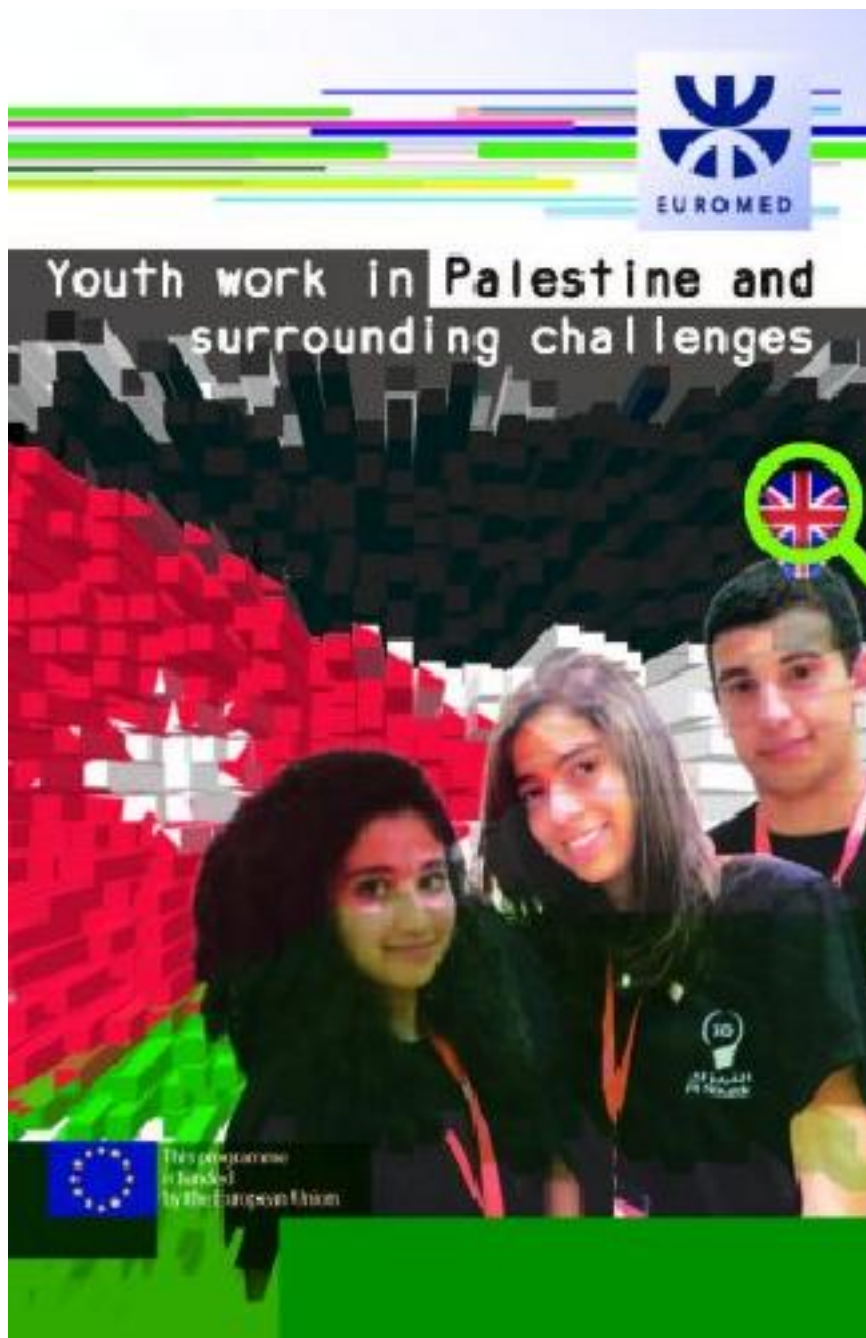 EUROMED
Youth work in Palestine and
surrounding challenges
This programme
is funded
by the European Union